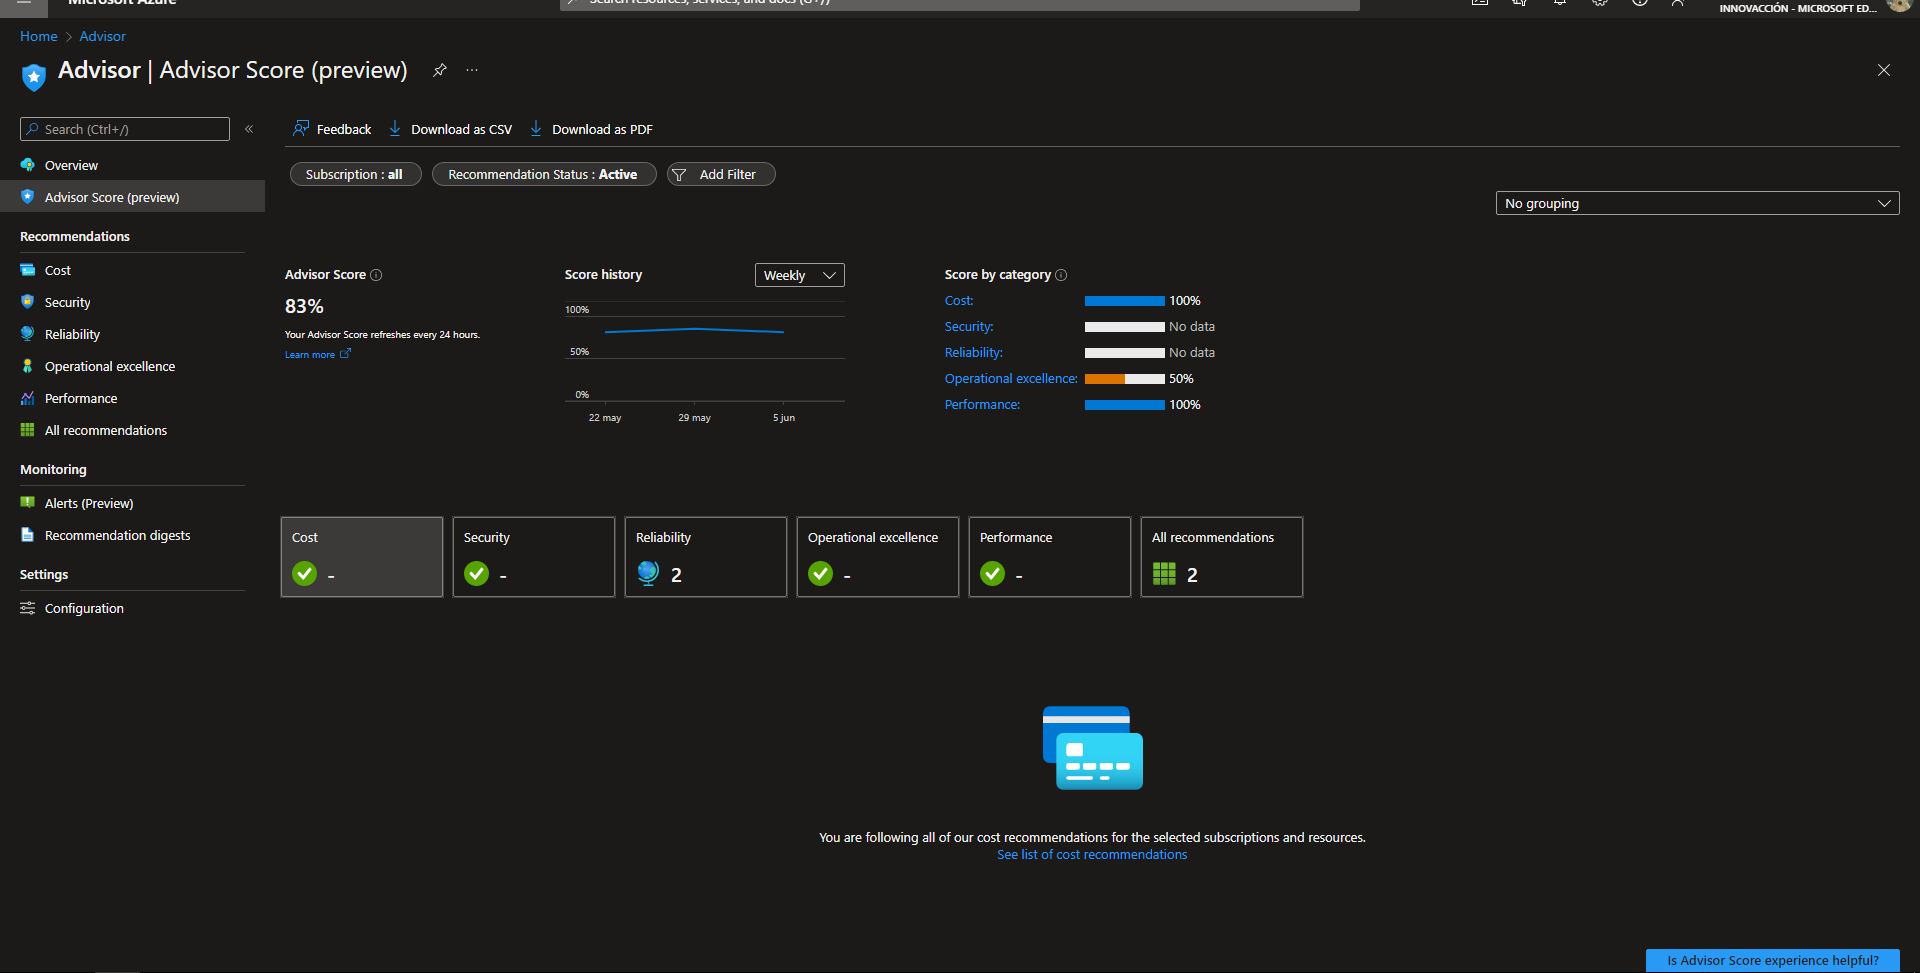 Microsoft Azure
Search resources, services, and docs (G+/)
INNOVACCIÓN - MICROSOFT ED...
Home > Advisor
Advisor | Advisor Score (preview)
Search (Ctrl+/)
Overview
Advisor Score (preview)
Recommendations
Cost
Security
Reliability
Operational excellence
Performance
All recommendations
Monitoring
Alerts (Preview)
Recommendation digests
Settings
Configuration
Feedback Download as CSV Download as PDF
Subscription : all Recommendation Status : Active Add Filter
No grouping
Advisor Score
83%
Your Advisor Score refreshes every 24 hours.
Learn more
Score history Weekly
100%
50%
0%
22 may 29 may 5 jun
Score by category
Cost: 100%
Security: No data
Reliability: No data
Operational excellence: 50%
Performance: 100%
Cost
-
Security
-
Reliability
2
Operational excellence
-
Performance
-
All recommendations
2
You are following all of our cost recommendations for the selected subscriptions and resources.
See list of cost recommendations
Is Advisor Score experience helpful?